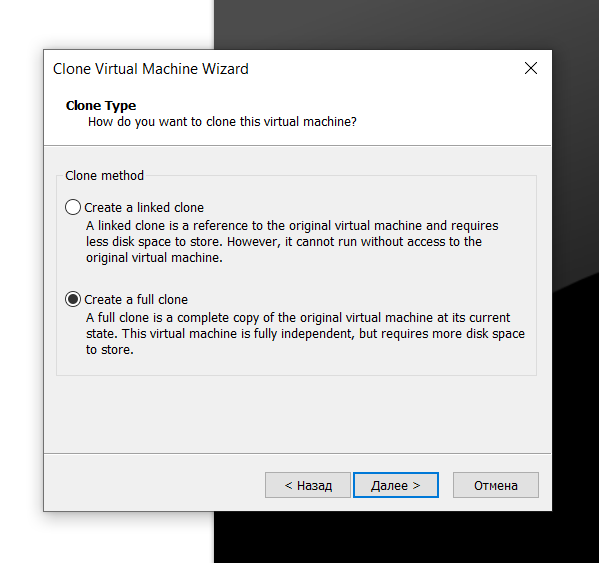 Clone Virtual Machine Wizard
Clone Type
How do you want to clone this virtual machine?
Clone method
Create a linked clone
A linked clone is a reference to the original virtual machine and requires
less disk space to store. However, it cannot run without access to the
original virtual machine.
Create a full clone
A full clone is a complete copy of the original virtual machine at its current
state. This virtual machine is fully independent, but requires more disk space
to store.
< Назад
Далее >
Отмена